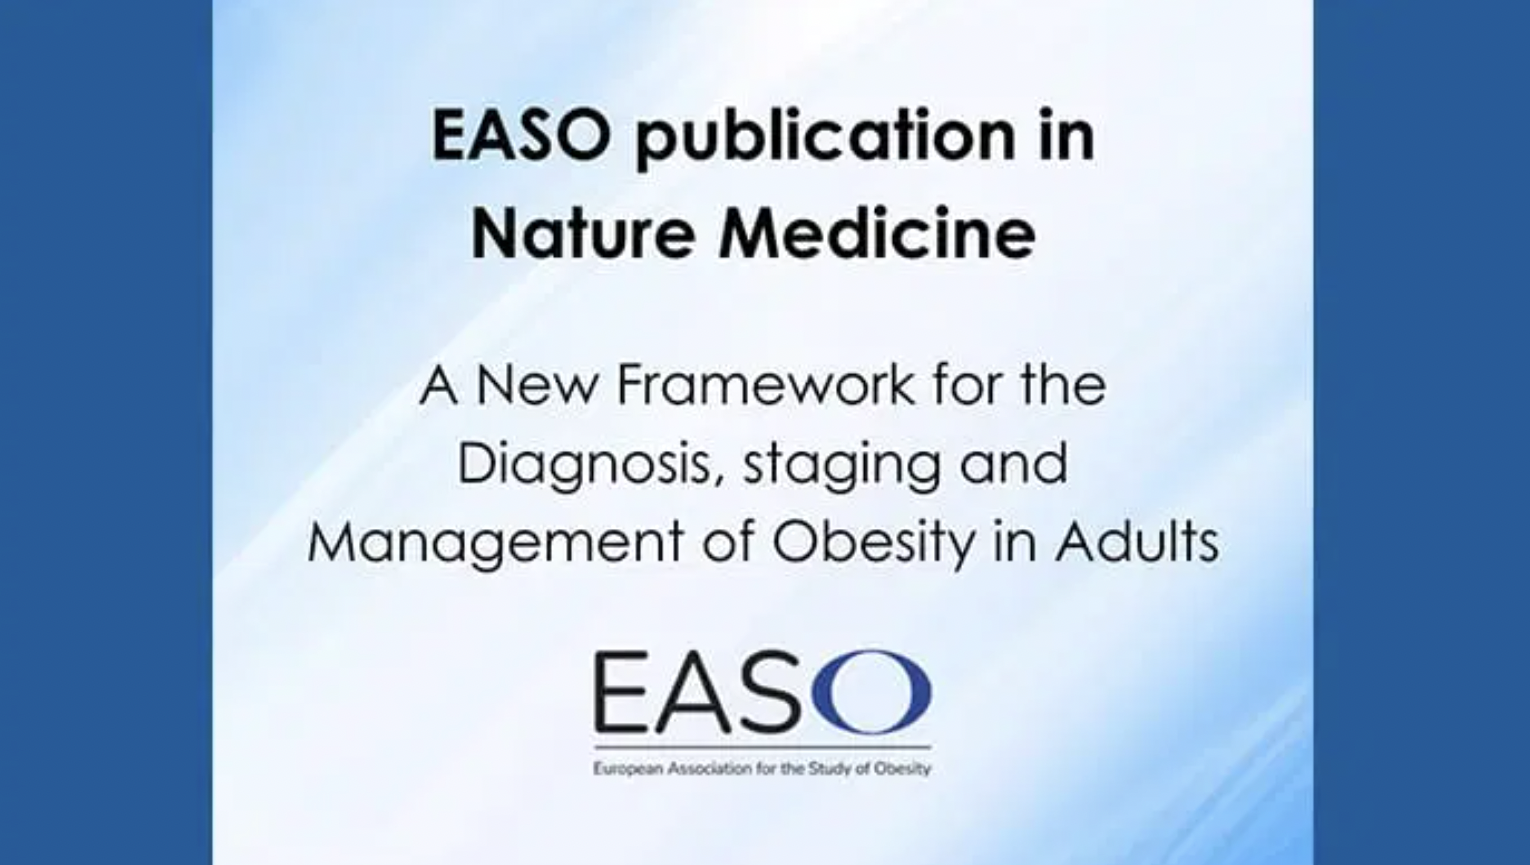 EASO publication in
Nature Medicine
A New Framework for the
Diagnosis, staging and
Management of Obesity in Adults
EASO
European Association for the Study of Obesity